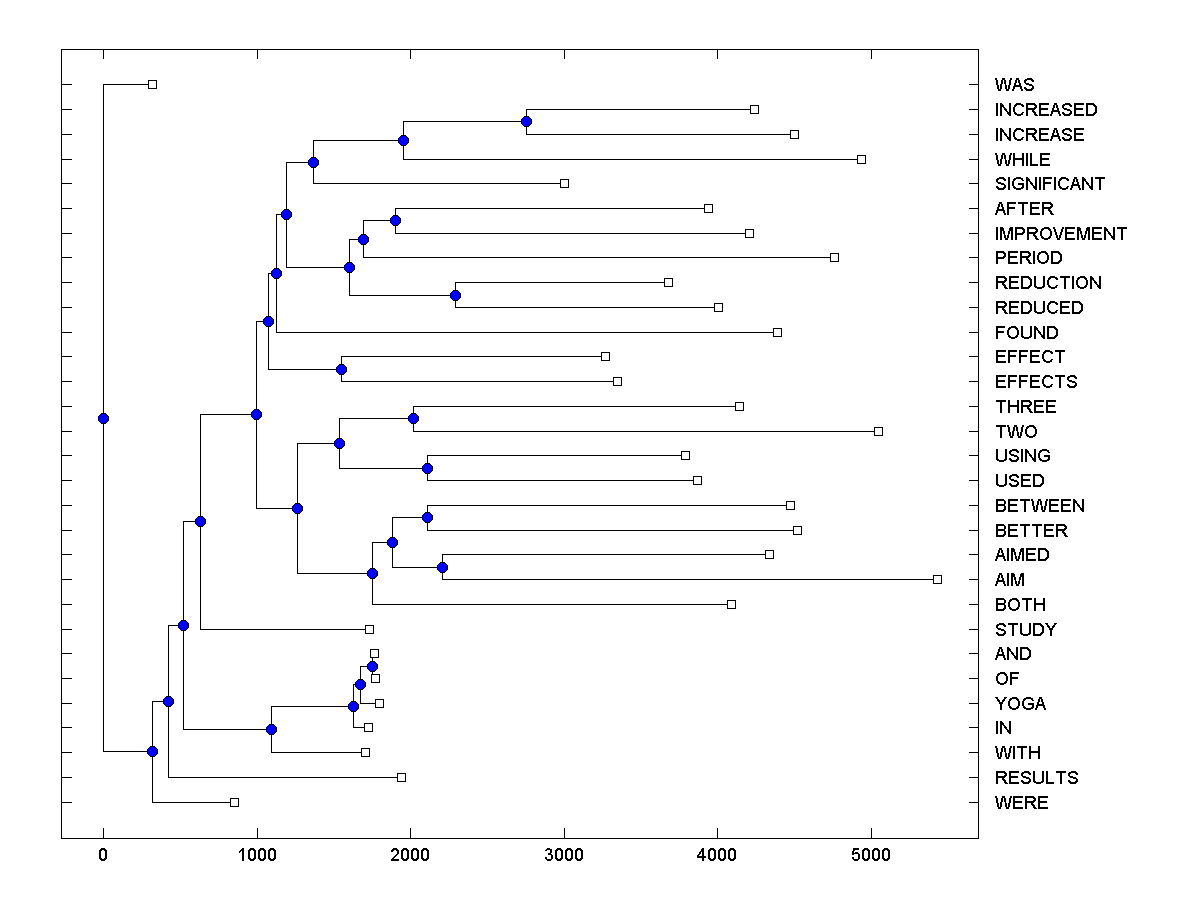 WAS
INCREASED
INCREASE
WHILE
SIGNIFICANT
AFTER
IMPROVEMENT
PERIOD
REDUCTION
REDUCED
FOUND
EFFECT
EFFECTS
THREE
TWO
USING
USED
BETWEEN
BETTER
AIMED
AIM
BOTH
STUDY
AND
OF
YOGA
IN
WITH
RESULTS
WERE
0 1000 2000 3000 4000 5000